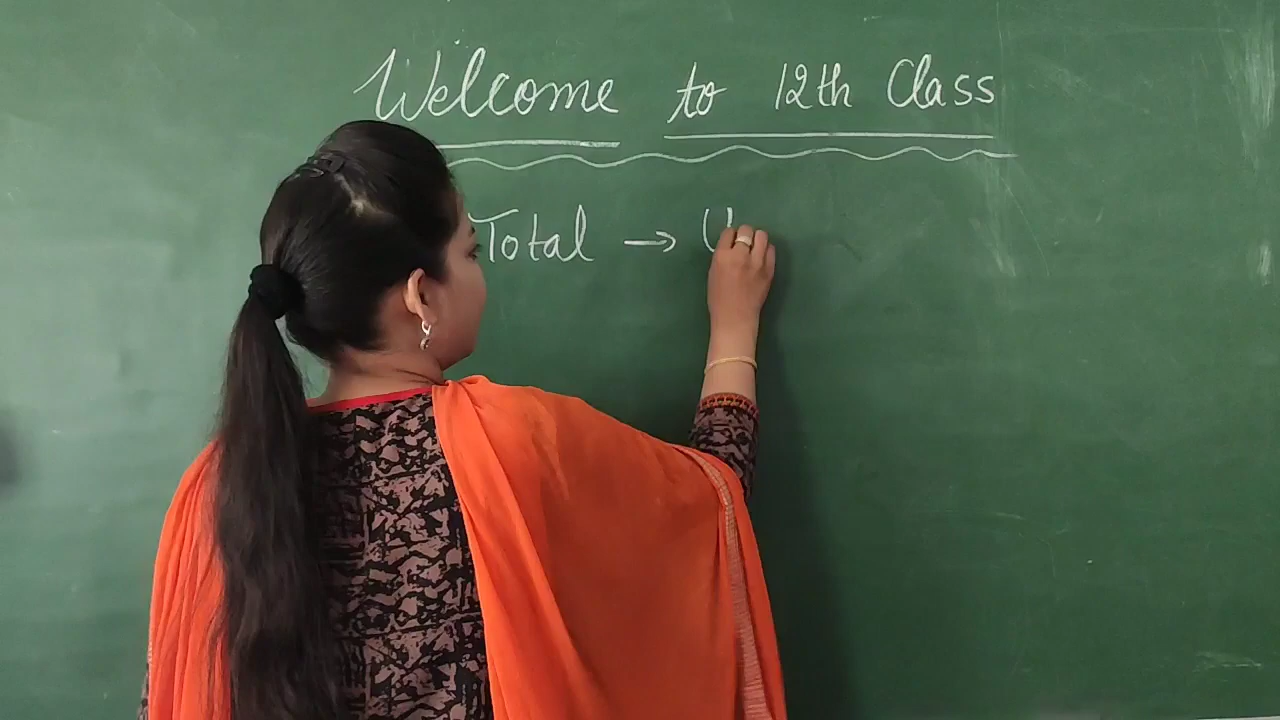 Welcome to 12th Class
Total → U